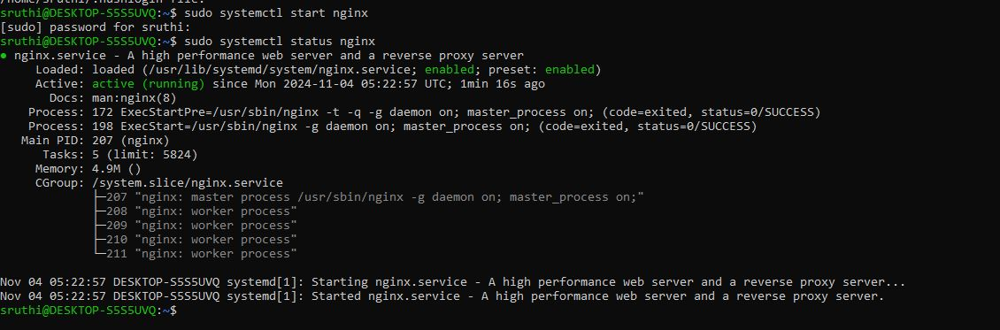 /home/sruthi/.hushlogin file.
sruthi@DESKTOP-S5S5UVQ:~$ sudo systemctl start nginx
[sudo] password for sruthi:
sruthi@DESKTOP-S5S5UVQ:~$ sudo systemctl status nginx
● nginx.service - A high performance web server and a reverse proxy server
Loaded: loaded (/usr/lib/systemd/system/nginx.service; enabled; preset: enabled)
Active: active (running) since Mon 2024-11-04 05:22:57 UTC; 1min 16s ago
Docs: man:nginx(8)
Process: 172 ExecStartPre=/usr/sbin/nginx -t -q -g daemon on; master_process on; (code=exited, status=0/SUCCESS)
Process: 198 ExecStart=/usr/sbin/nginx -g daemon on; master_process on; (code=exited, status=0/SUCCESS)
Main PID: 207 (nginx)
Tasks: 5 (limit: 5824)
Memory: 4.9M ()
CGroup: /system.slice/nginx.service
├─207 "nginx: master process /usr/sbin/nginx -g daemon on; master_process on;"
├─208 "nginx: worker process"
├─209 "nginx: worker process"
├─210 "nginx: worker process"
└─211 "nginx: worker process"
Nov 04 05:22:57 DESKTOP-S5S5UVQ systemd[1]: Starting nginx.service - A high performance web server and a reverse proxy server...
Nov 04 05:22:57 DESKTOP-S5S5UVQ systemd[1]: Started nginx.service - A high performance web server and a reverse proxy server.
sruthi@DESKTOP-S5S5UVQ:~$